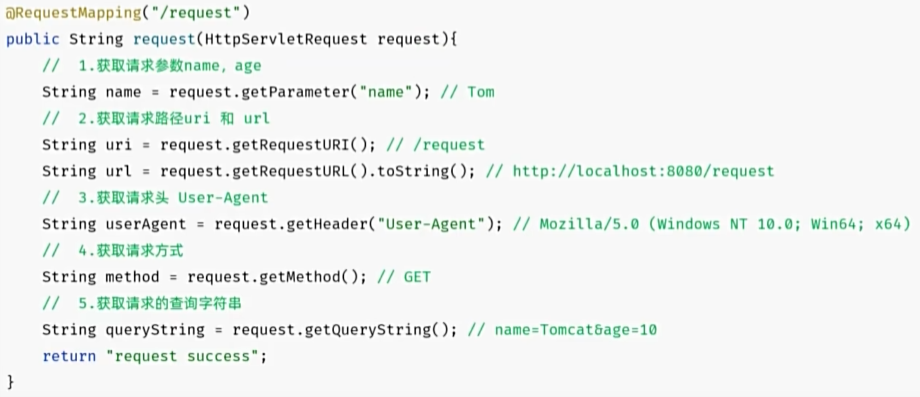 @RequestMapping("/request")
public String request(HttpServletRequest request){
    //  1.获取请求参数name, age
    String name = request.getParameter("name"); // Tom
    //  2.获取请求路径uri 和 url
    String uri = request.getRequestURI(); // /request
    String url = request.getRequestURL().toString(); // http://localhost:8080/request
    //  3.获取请求头 User-Agent
    String userAgent = request.getHeader("User-Agent"); // Mozilla/5.0 (Windows NT 10.0; Win64; x64)
    //  4.获取请求方式
    String method = request.getMethod(); // GET
    //  5.获取请求的查询字符串
    String queryString = request.getQueryString(); // name=Tomcat&age=10
    return "request success";
}